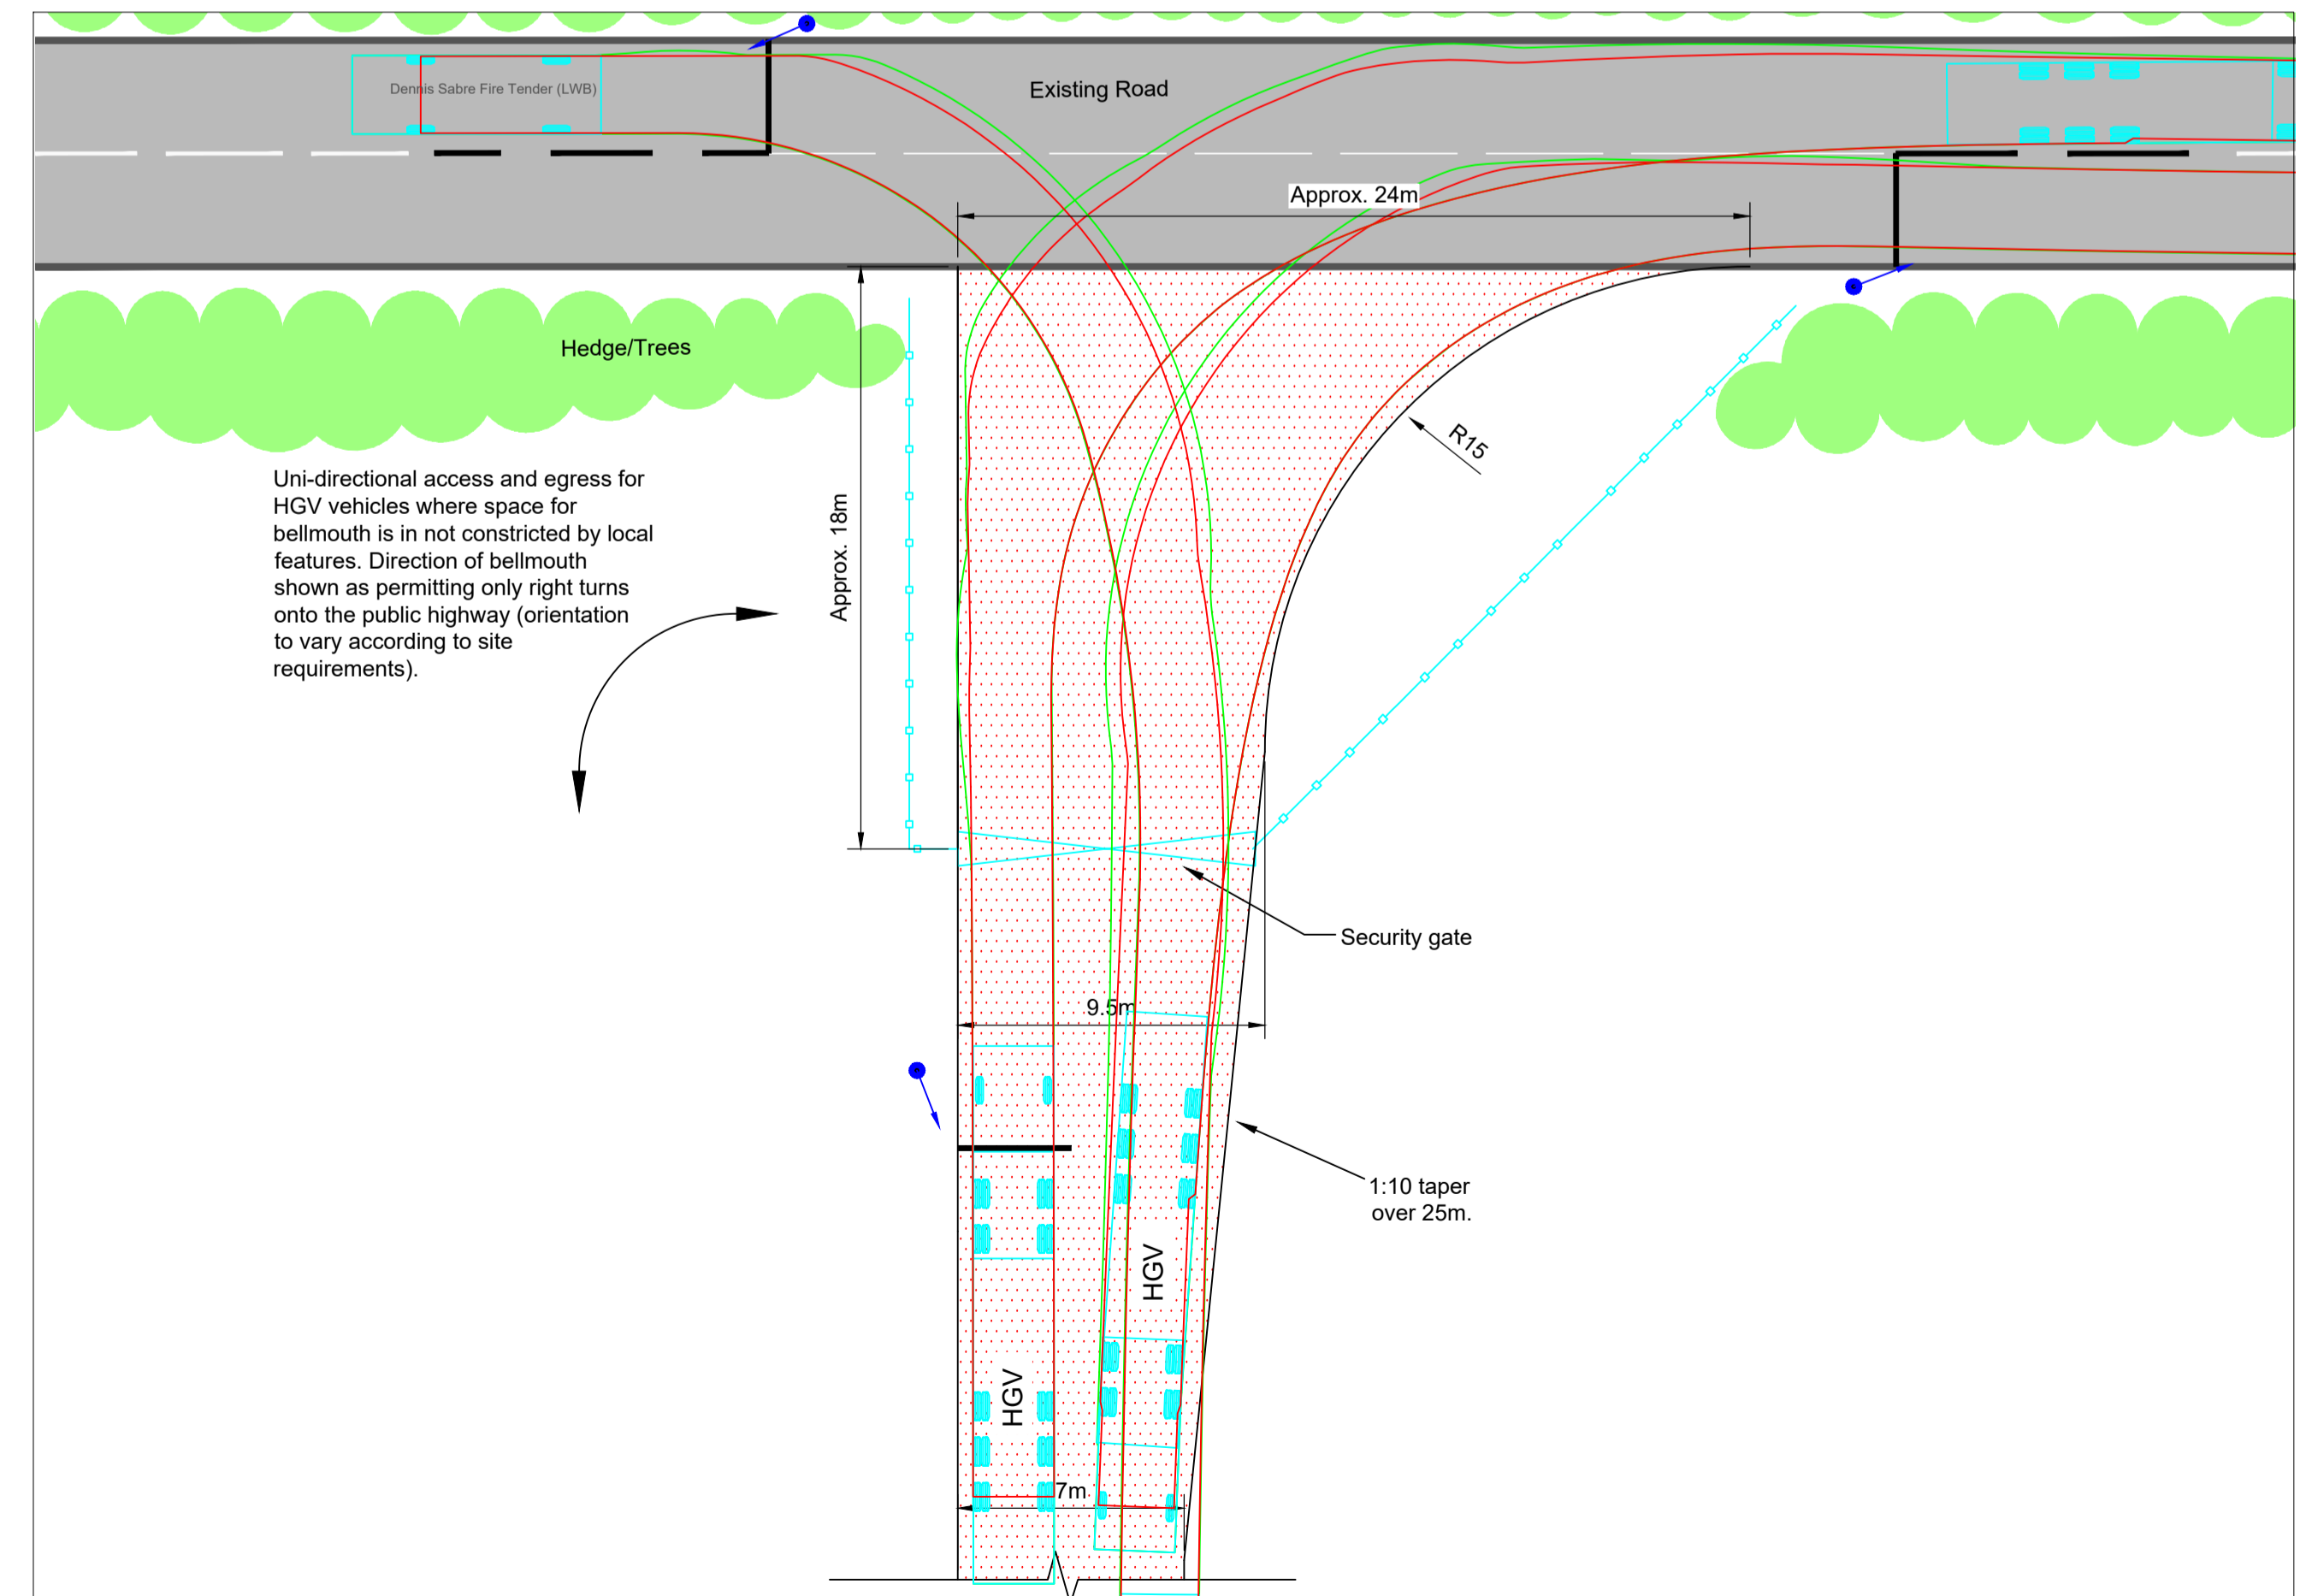 Dennis Sabre Fire Tender (LWB)
Existing Road
Approx. 24m
Hedge/Trees
R15
Uni-directional access and egress for
HGV vehicles where space for
bellmouth is in not constricted by local
features. Direction of bellmouth
shown as permitting only right turns
onto the public highway (orientation
to vary according to site
requirements).
Approx. 18m
Security gate
9.5m
1:10 taper
over 25m.
HGV
HGV
7m